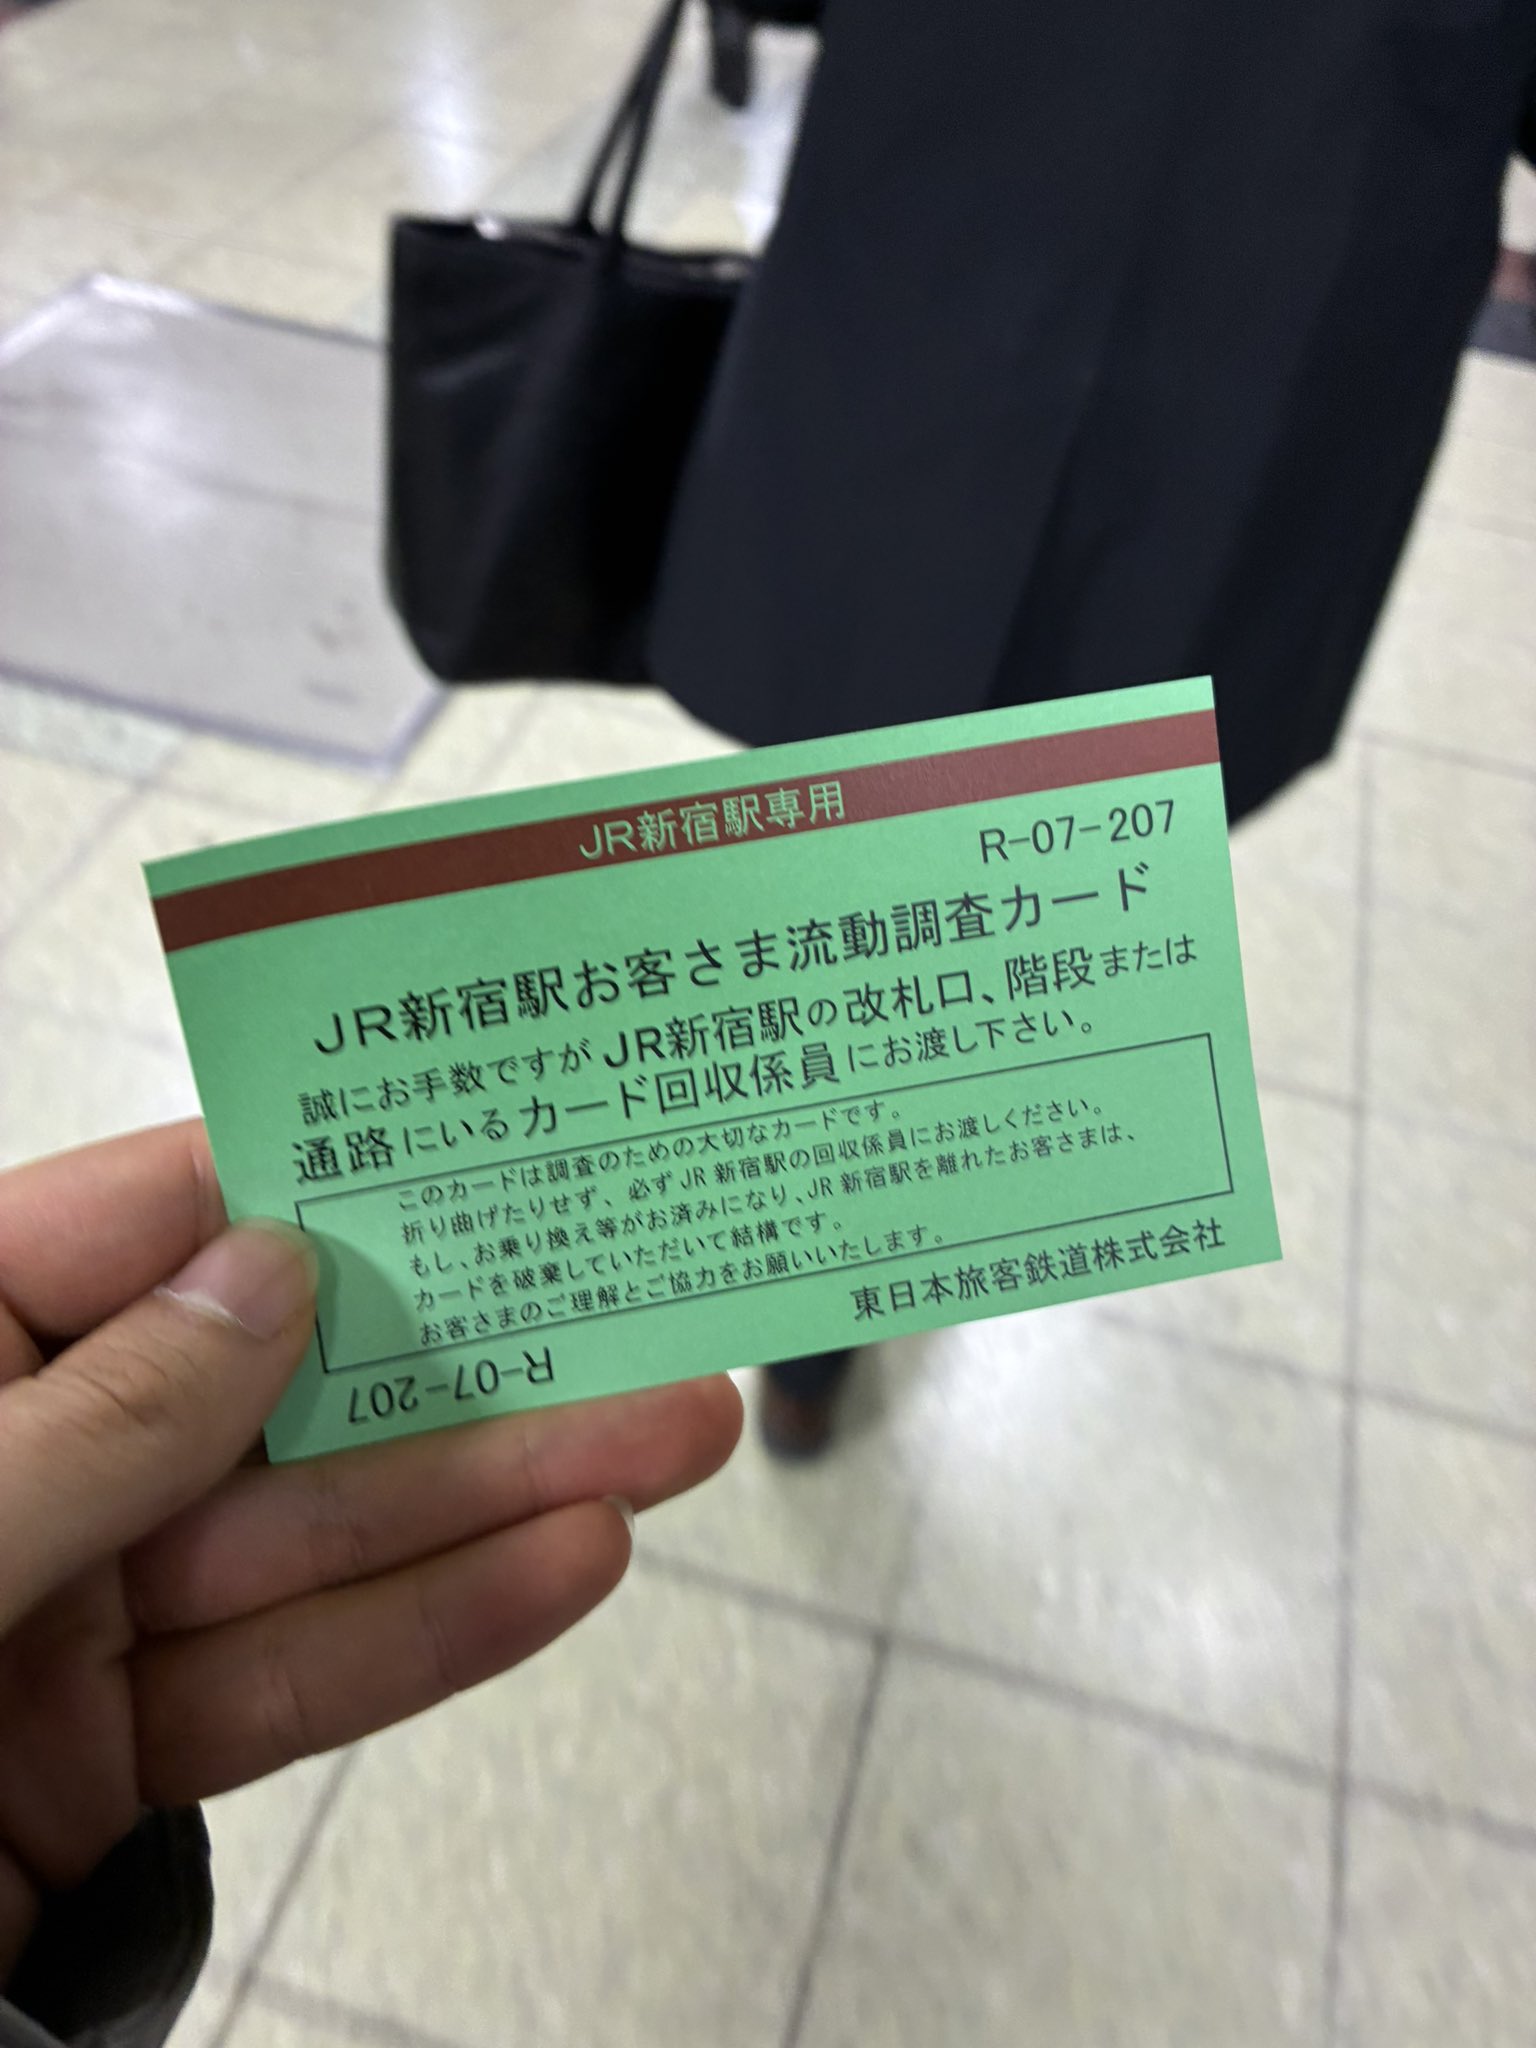 JR新宿駅専用
R-07-207
JR新宿駅お客さま流動調査カード
誠にお手数ですがJR新宿駅の改札口、階段または
通路にいるカード回収係員にお渡し下さい。
このカードは調査のための大切なカードです。
折り曲げたりせず、必ずJR新宿駅の回収係員にお渡しください。
もし、お乗り換え等がお済みになり、JR新宿駅を離れたお客さまは、
カードを破棄していただいて結構です。
お客さまのご理解とご協力をお願いいたします。
東日本旅客鉄道株式会社
R-07-207